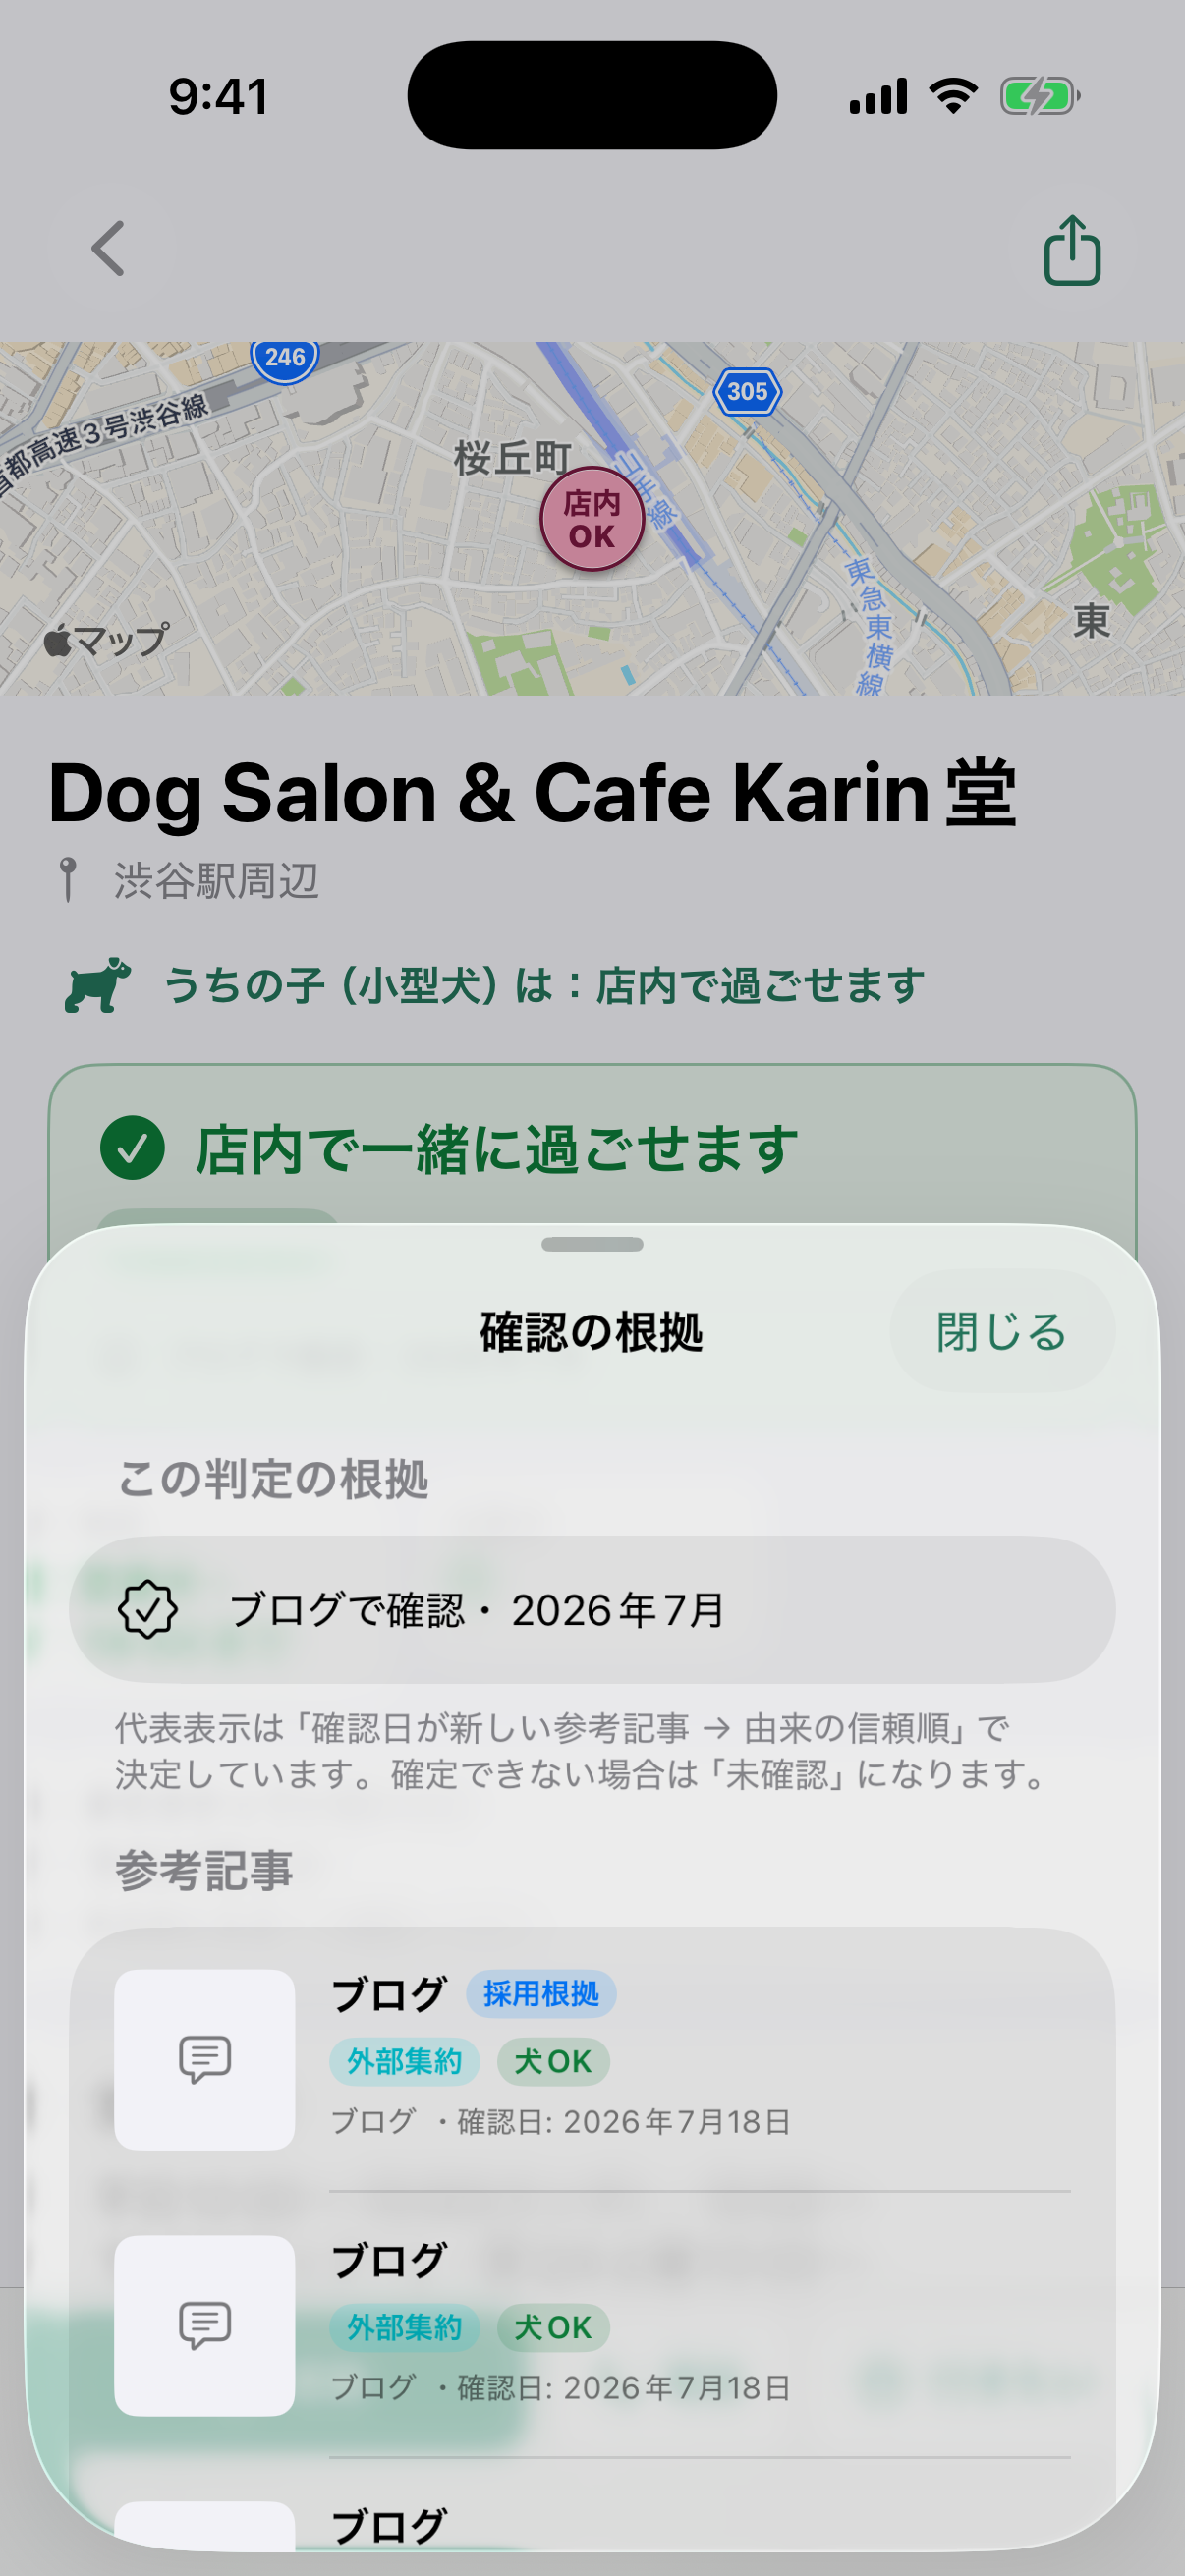 9:41
246
305
首都高速3号渋谷線
桜丘町
山手線
店内
OK
東急東横線
東
マップ
Dog Salon & Cafe Karin堂
渋谷駅周辺
うちの子（小型犬）は：店内で過ごせます
店内で一緒に過ごせます
確認の根拠
閉じる
この判定の根拠
ブログで確認・ 2026年7月
代表表示は「確認日が新しい参考記事 → 由来の信頼順」で
決定しています。確定できない場合は「未確認」になります。
参考記事
ブログ 採用根拠
外部集約 犬OK
ブログ ・確認日: 2026年7月18日
ブログ
外部集約 犬OK
ブログ ・確認日: 2026年7月18日
ブログ